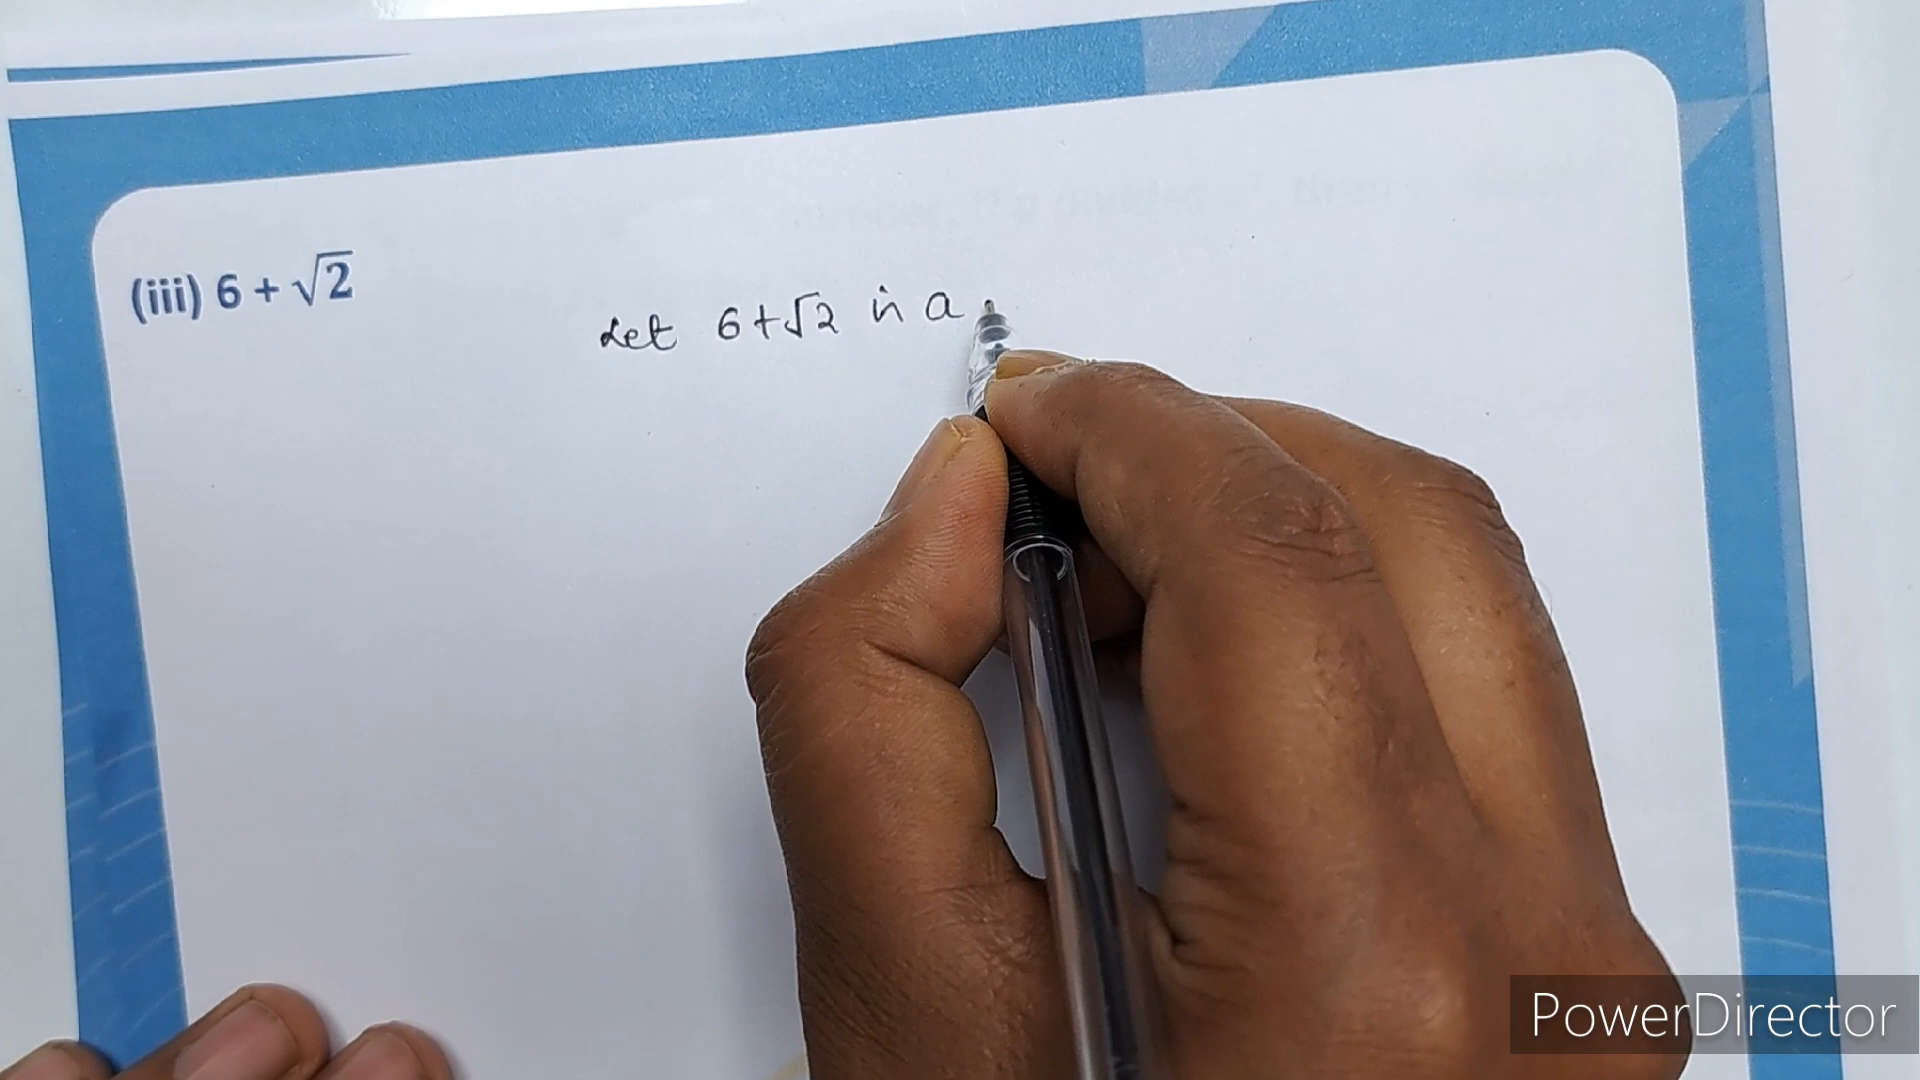 (iii) 6 + √2
Let 6+√2 is a
PowerDirector